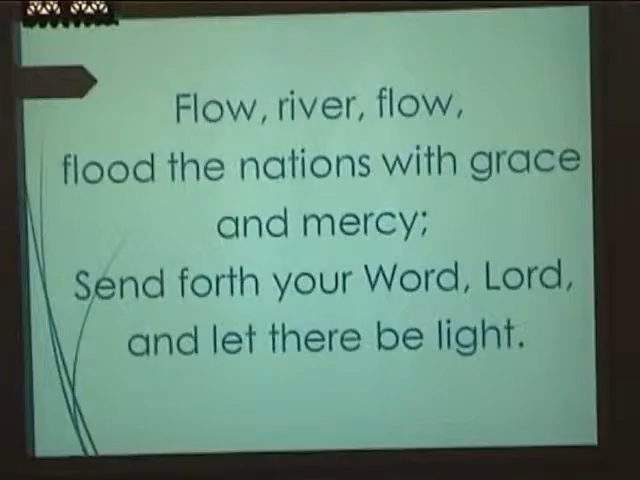 Flow, river, flow,
flood the nations with grace
and mercy;
Send forth your Word, Lord,
and let there be light.